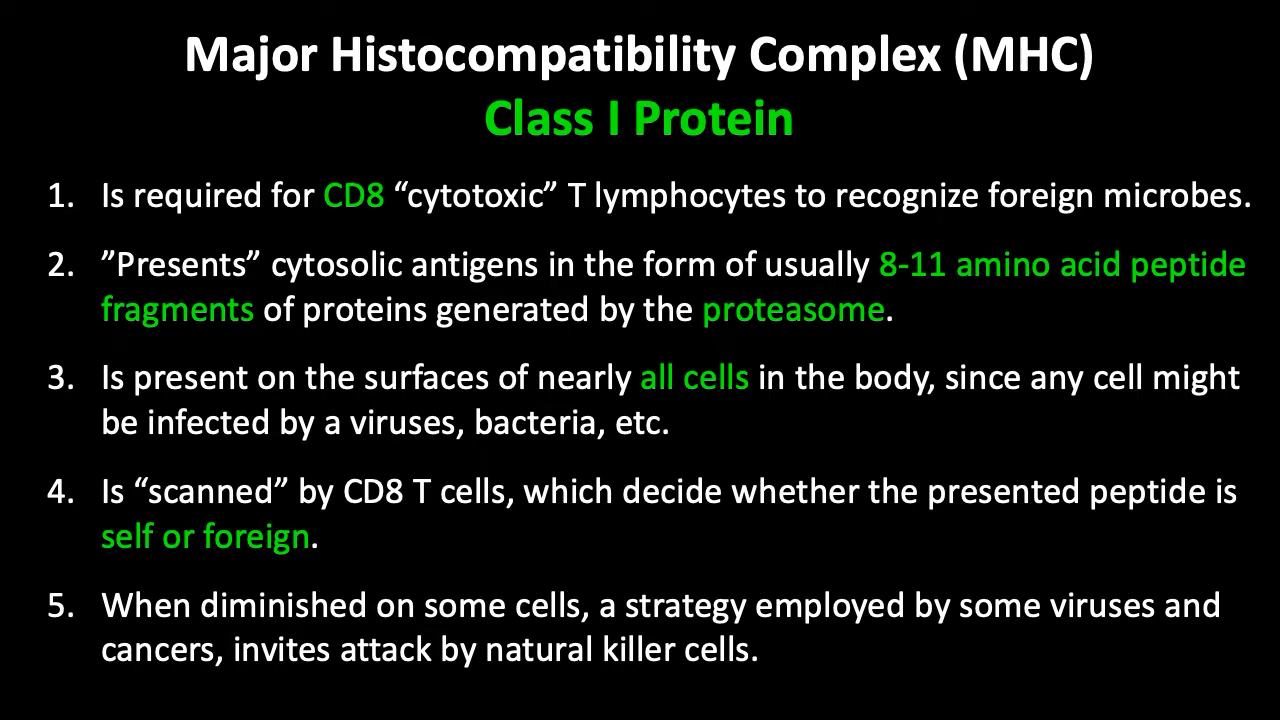 Major Histocompatibility Complex (MHC)
Class I Protein
1. Is required for CD8 “cytotoxic” T lymphocytes to recognize foreign microbes.
2. ”Presents” cytosolic antigens in the form of usually 8-11 amino acid peptide
fragments of proteins generated by the proteasome.
3. Is present on the surfaces of nearly all cells in the body, since any cell might
be infected by a viruses, bacteria, etc.
4. Is “scanned” by CD8 T cells, which decide whether the presented peptide is
self or foreign.
5. When diminished on some cells, a strategy employed by some viruses and
cancers, invites attack by natural killer cells.